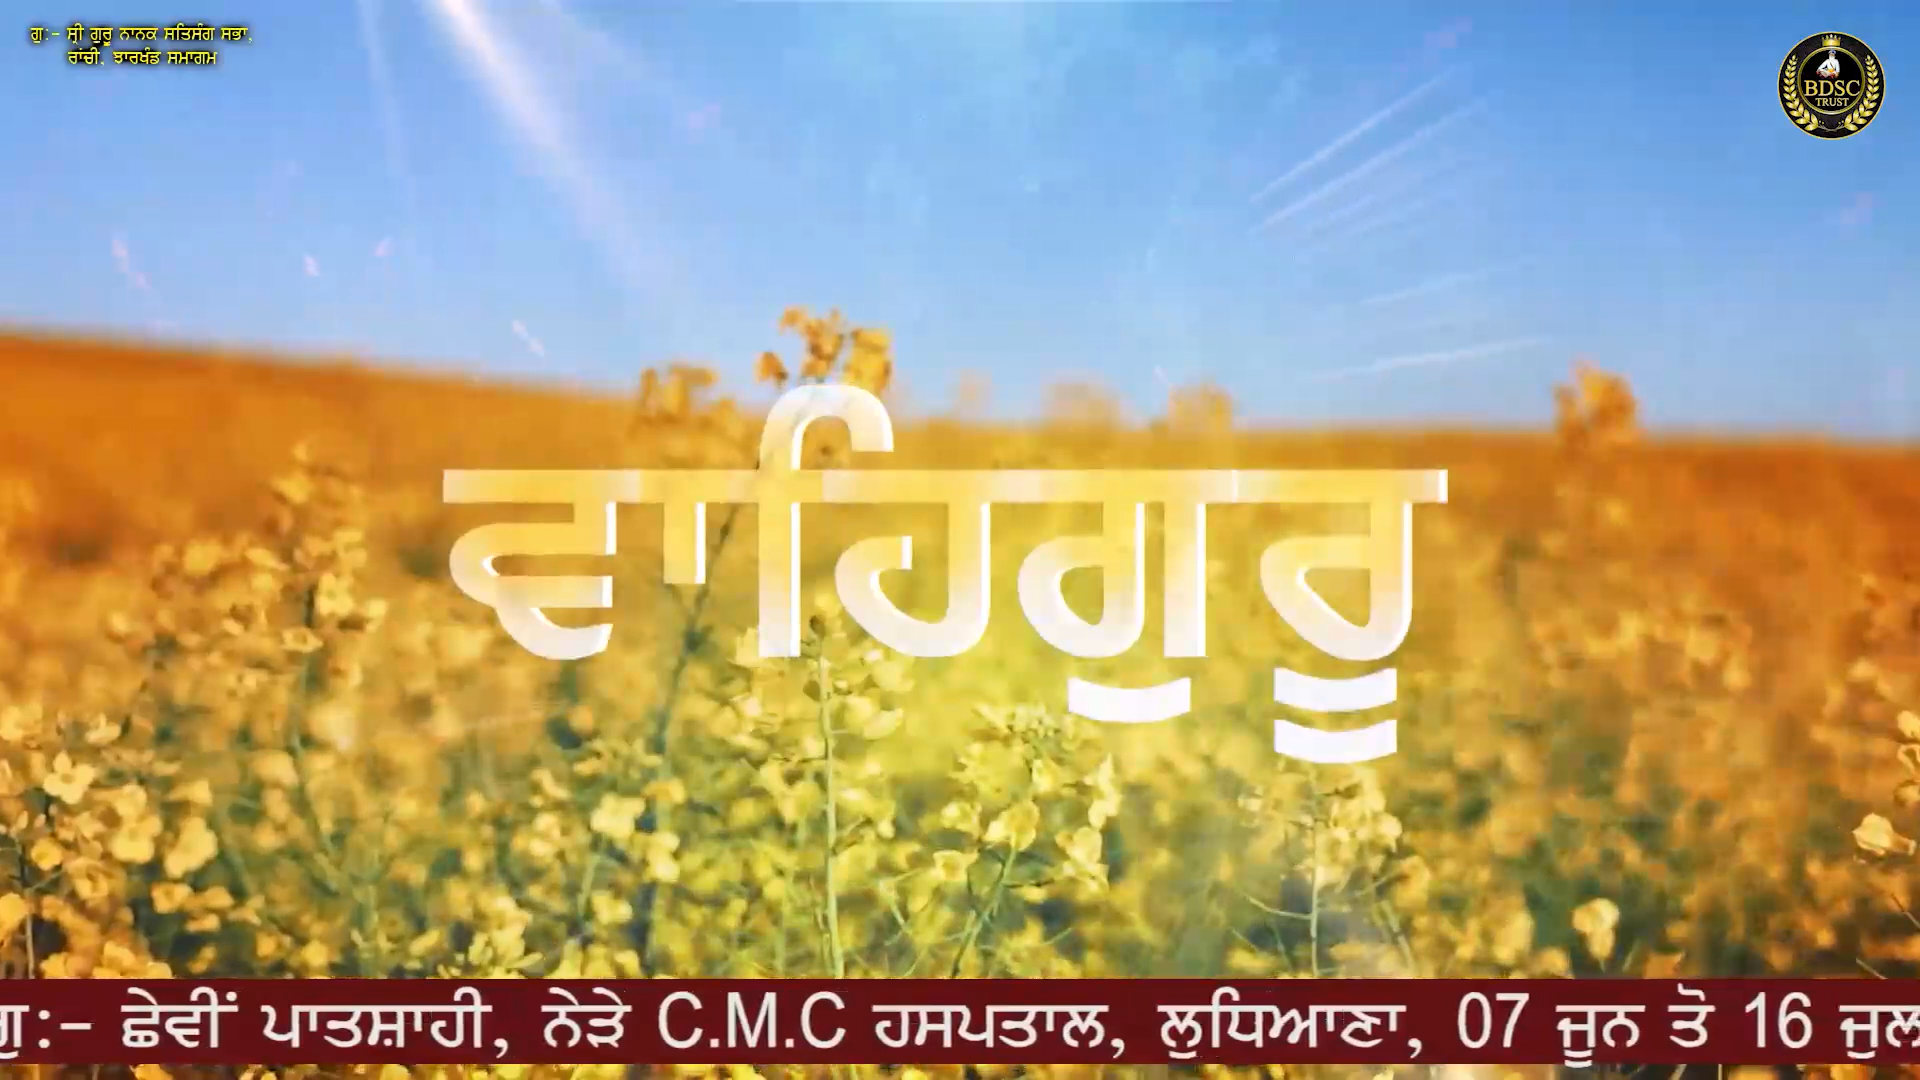 ਗੁ:- ਸ੍ਰੀ ਗੁਰੂ ਨਾਨਕ ਸਤਿਸੰਗ ਸਭਾ,
ਰਾਂਚੀ, ਝਾਰਖੰਡ ਸਮਾਗਮ
BDSC
TRUST
ਵਾਹਿਗੁਰੂ
ਗੁ:- ਛੇਵੀਂ ਪਾਤਸ਼ਾਹੀ, ਨੇੜੇ C.M.C ਹਸਪਤਾਲ, ਲੁਧਿਆਣਾ, 07 ਜੂਨ ਤੋ 16